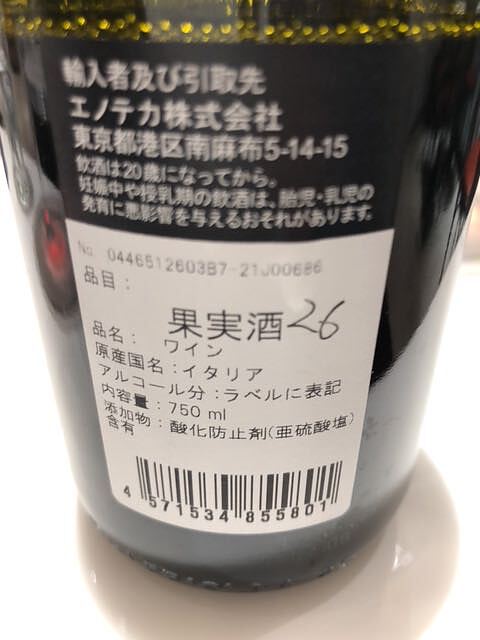 輸入者及び引取先
エノテカ株式会社
東京都港区南麻布5-14-15
飲酒は20歳になってから。
妊娠中や授乳期の飲酒は、胎児・乳児の
発育に悪影響を与えるおそれがあります。
No. 0446512603B7-21J00686
品目：
果実酒26
品名： ワイン
原産国名：イタリア
アルコール分：ラベルに表記
内容量：750 ml
添加物：酸化防止剤(亜硫酸塩)
含有
4 571534 855801